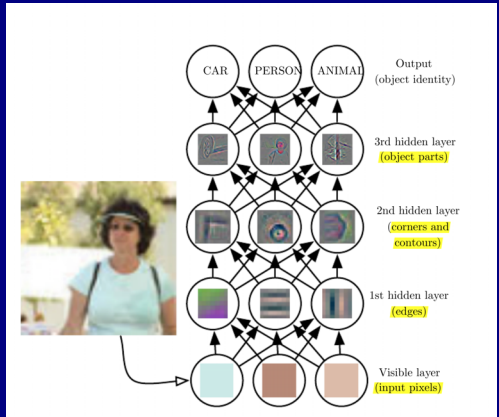 CAR PERSON ANIMAL
Output
(object identity)
3rd hidden layer
(object parts)
2nd hidden layer
(corners and
contours)
1st hidden layer
(edges)
Visible layer
(input pixels)